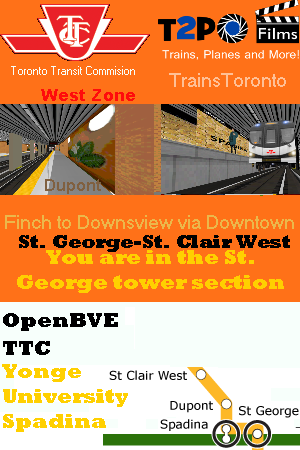 TTC
T2P Films
Toronto Transit Commision
Trains, Planes and More!
TrainsToronto
West Zone
SPADINA
Dupont
Finch to Downsview via Downtown
St. George-St. Clair West
You are in the St.
George tower section
OpenBVE
TTC
Yonge
University
Spadina
St Clair West
Dupont
St George
Spadina